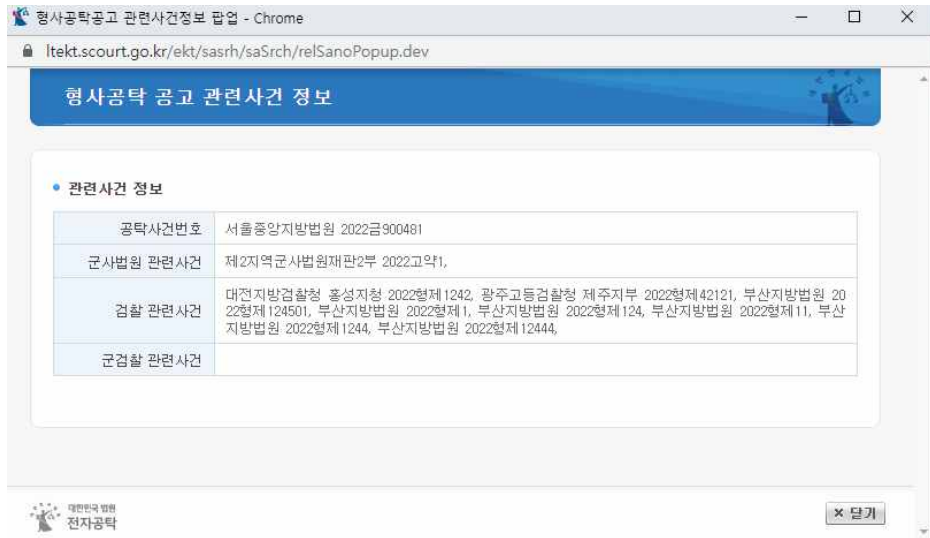 형사공탁공고 관련사건정보 팝업 - Chrome
ltekt.scourt.go.kr/ekt/sasrh/saSrch/relSanoPopup.dev
형사공탁 공고 관련사건 정보
관련사건 정보
공탁사건번호 서울중앙지방법원 2022금900481
군사법원 관련사건 제2지역군사법원재판2부 2022고약1,
검찰 관련사건 대전지방검찰청 홍성지청 2022형제1242, 광주고등검찰청 제주지부 2022형제42121, 부산지방법원 20
22형제124501, 부산지방법원 2022형제1, 부산지방법원 2022형제124, 부산지방법원 2022형제11, 부산
지방법원 2022형제1244, 부산지방법원 2022형제12444,
군검찰 관련사건
대한민국 법원
전자공탁
× 닫기